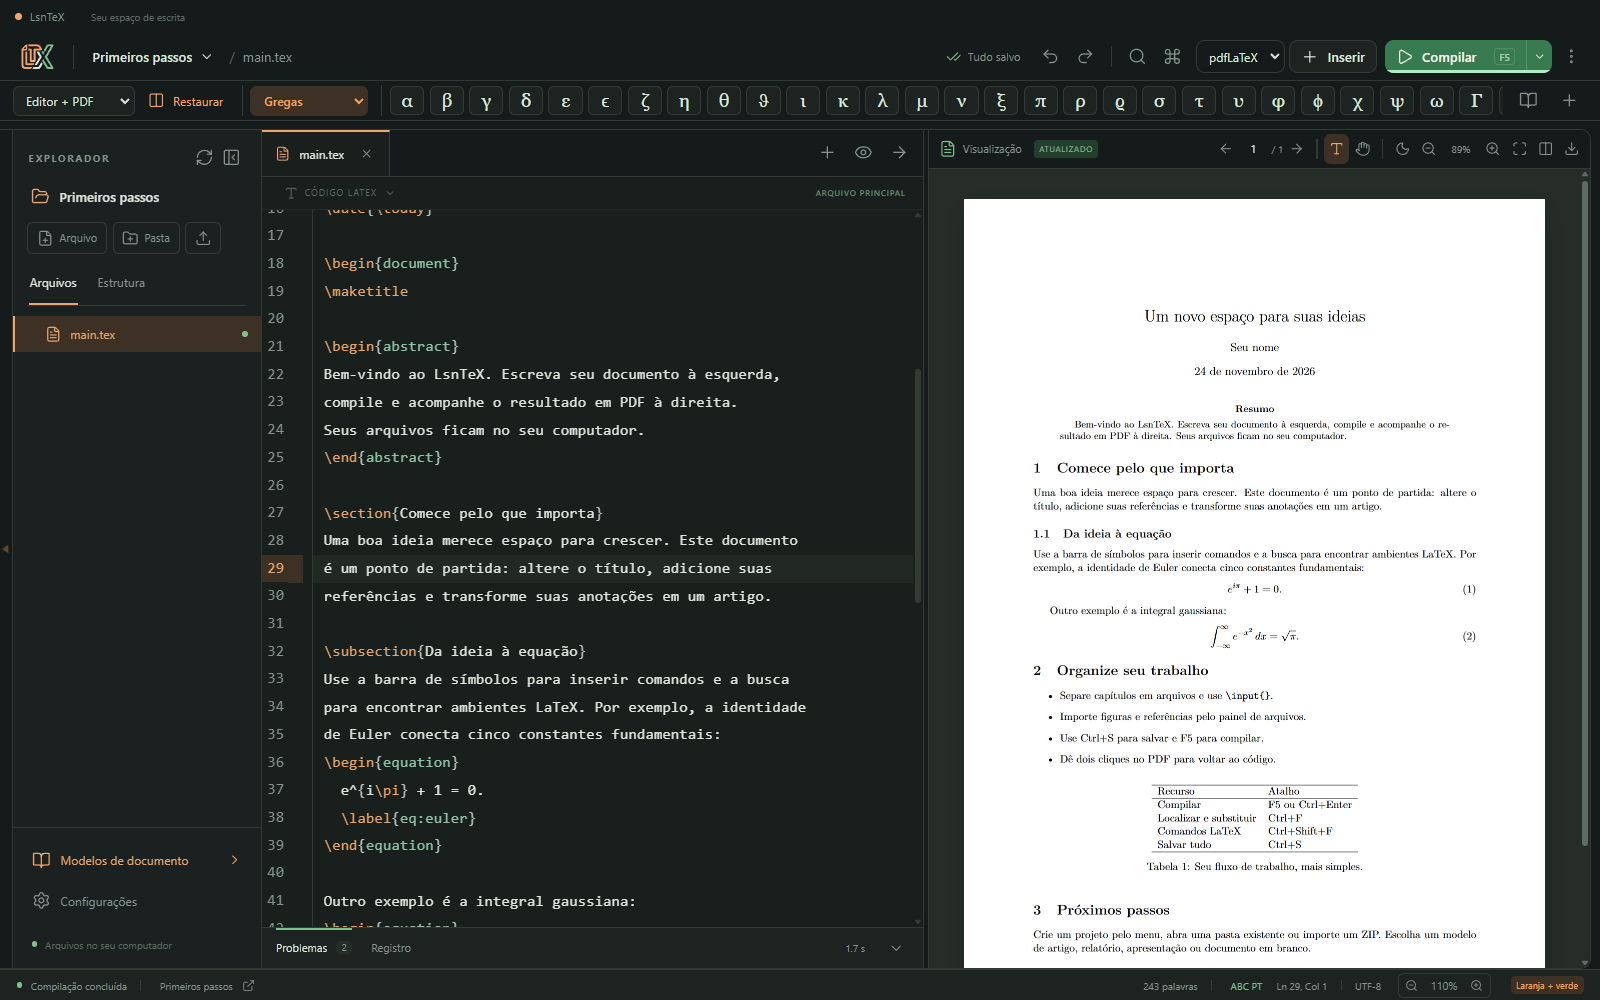 LsnTeX Seu espaço de escrita
LTX Primeiros passos / main.tex Tudo salvo pdfLaTeX Inserir Compilar F5
Editor + PDF Restaurar Gregas α β γ δ ε ϵ ζ η θ ϑ ι κ λ μ ν ξ π ρ ϱ σ τ υ φ ϕ χ ψ ω Γ
EXPLORADOR
Primeiros passos
Arquivo Pasta
Arquivos Estrutura
main.tex
Modelos de documento
Configurações
Arquivos no seu computador
main.tex
CÓDIGO LATEX ARQUIVO PRINCIPAL
16 \date{\today}
17
18 \begin{document}
19 \maketitle
20
21 \begin{abstract}
22 Bem-vindo ao LsnTeX. Escreva seu documento à esquerda,
23 compile e acompanhe o resultado em PDF à direita.
24 Seus arquivos ficam no seu computador.
25 \end{abstract}
26
27 \section{Comece pelo que importa}
28 Uma boa ideia merece espaço para crescer. Este documento
29 é um ponto de partida: altere o título, adicione suas
30 referências e transforme suas anotações em um artigo.
31
32 \subsection{Da ideia à equação}
33 Use a barra de símbolos para inserir comandos e a busca
34 para encontrar ambientes LaTeX. Por exemplo, a identidade
35 de Euler conecta cinco constantes fundamentais:
36 \begin{equation}
37 e^{i\pi} + 1 = 0.
38 \label{eq:euler}
39 \end{equation}
40
41 Outro exemplo é a integral gaussiana:
42 \begin{equation}
Problemas 2 Registro 1.7 s
Visualização ATUALIZADO 1 / 1 89%
Um novo espaço para suas ideias
Seu nome
24 de novembro de 2026
Resumo
Bem-vindo ao LsnTeX. Escreva seu documento à esquerda, compile e acompanhe o re-
sultado em PDF à direita. Seus arquivos ficam no seu computador.
1 Comece pelo que importa
Uma boa ideia merece espaço para crescer. Este documento é um ponto de partida: altere o
título, adicione suas referências e transforme suas anotações em um artigo.
1.1 Da ideia à equação
Use a barra de símbolos para inserir comandos e a busca para encontrar ambientes LaTeX. Por
exemplo, a identidade de Euler conecta cinco constantes fundamentais:
e^{iπ} + 1 = 0. (1)
Outro exemplo é a integral gaussiana:
∫_{−∞}^{∞} e^{−x²} dx = √π. (2)
2 Organize seu trabalho
• Separe capítulos em arquivos e use \input{}.
• Importe figuras e referências pelo painel de arquivos.
• Use Ctrl+S para salvar e F5 para compilar.
• Dê dois cliques no PDF para voltar ao código.
Recurso Atalho
Compilar F5 ou Ctrl+Enter
Localizar e substituir Ctrl+F
Comandos LaTeX Ctrl+Shift+F
Salvar tudo Ctrl+S
Tabela 1: Seu fluxo de trabalho, mais simples.
3 Próximos passos
Crie um projeto pelo menu, abra uma pasta existente ou importe um ZIP. Escolha um modelo
de artigo, relatório, apresentação ou documento em branco.
Compilação concluída Primeiros passos 243 palavras ABC PT Ln 29, Col 1 UTF-8 110% Laranja + verde